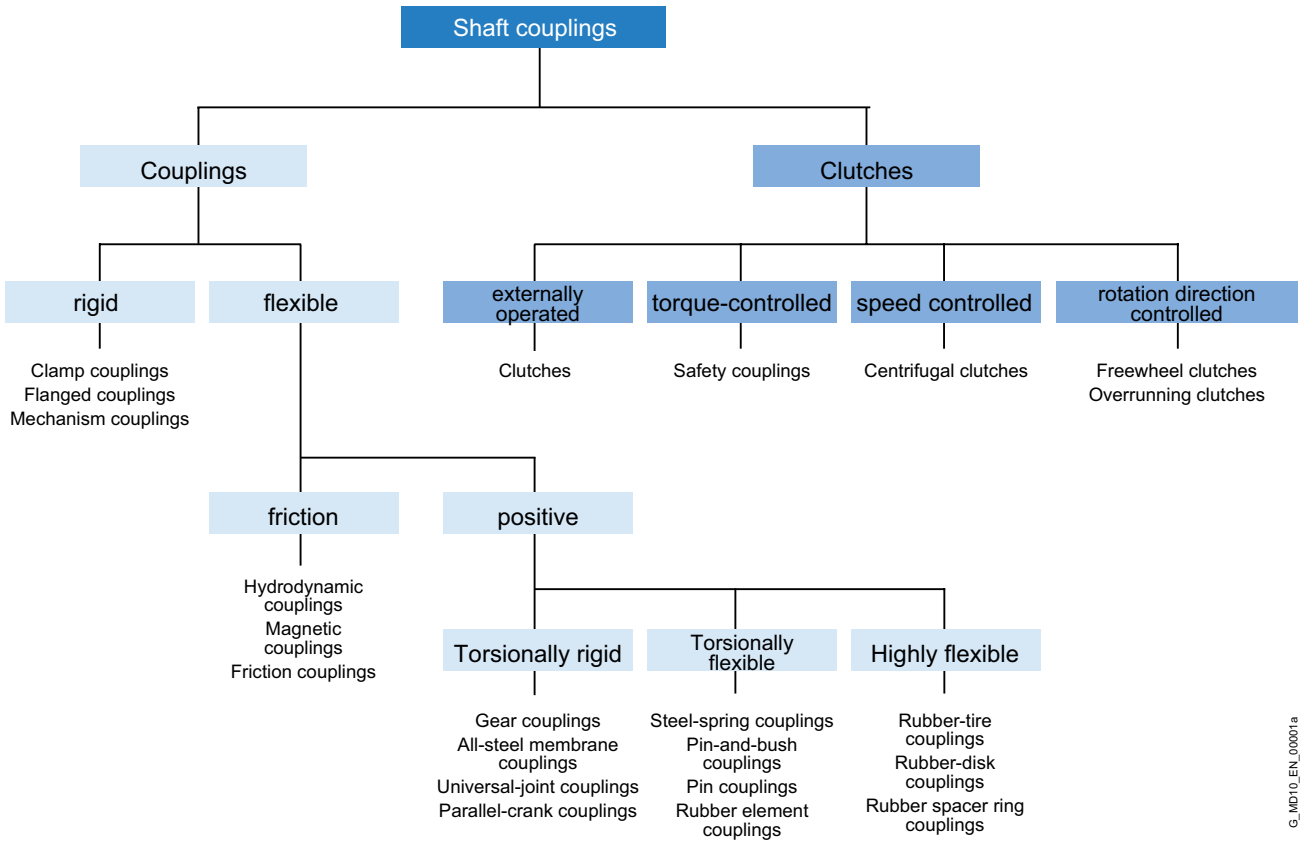 Shaft couplings
Couplings
Clutches
rigid
flexible
externally
operated
torque-controlled
speed controlled
rotation direction
controlled
Clamp couplings
Flanged couplings
Mechanism couplings
Clutches
Safety couplings
Centrifugal clutches
Freewheel clutches
Overrunning clutches
friction
positive
Hydrodynamic
couplings
Magnetic
couplings
Friction couplings
Torsionally rigid
Torsionally
flexible
Highly flexible
Gear couplings
All-steel membrane
couplings
Universal-joint couplings
Parallel-crank couplings
Steel-spring couplings
Pin-and-bush
couplings
Pin couplings
Rubber element
couplings
Rubber-tire
couplings
Rubber-disk
couplings
Rubber spacer ring
couplings
G_MD10_EN_00001a